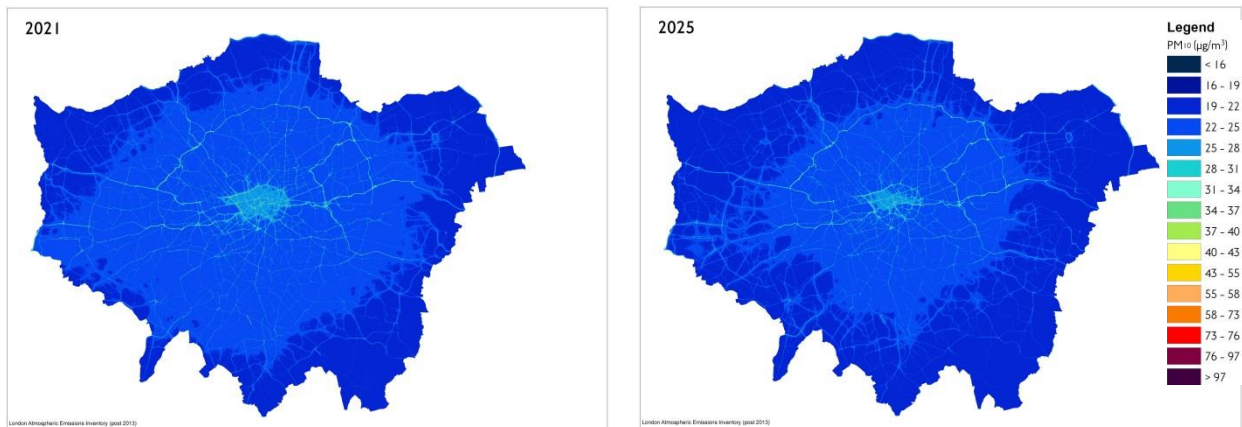 2021
London Atmospheric Emissions Inventory (post 2013)
2025
London Atmospheric Emissions Inventory (post 2013)
Legend
PM10 (µg/m³)
< 16
16 - 19
19 - 22
22 - 25
25 - 28
28 - 31
31 - 34
34 - 37
37 - 40
40 - 43
43 - 55
55 - 58
58 - 73
73 - 76
76 - 97
> 97